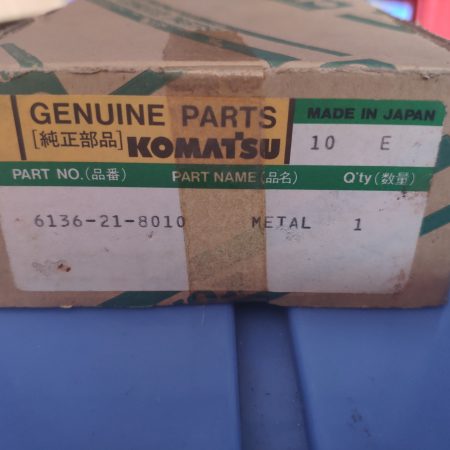 GENUINE PARTS
[純正部品] KOMATSU
MADE IN JAPAN
10 E
PART NO.(品番) PART NAME(品名) Q'ty(数量)
6136-21-8010 METAL 1